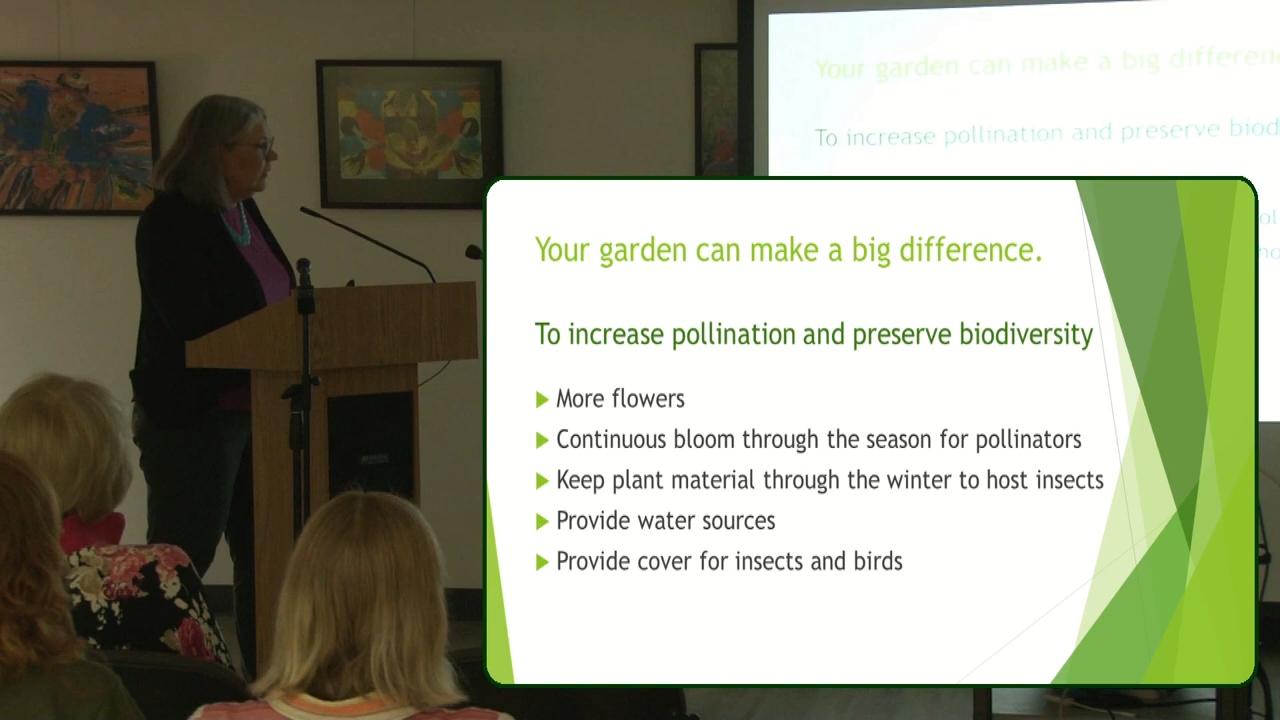 Your garden can make a big differen
To increase pollination and preserve biod
Your garden can make a big difference.
To increase pollination and preserve biodiversity
More flowers
Continuous bloom through the season for pollinators
Keep plant material through the winter to host insects
Provide water sources
Provide cover for insects and birds